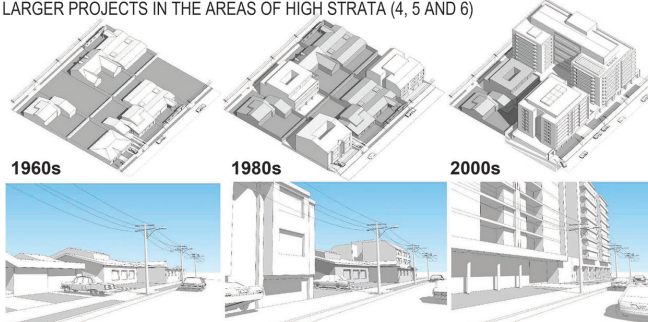 LARGER PROJECTS IN THE AREAS OF HIGH STRATA (4, 5 AND 6)
1960s
1980s
2000s